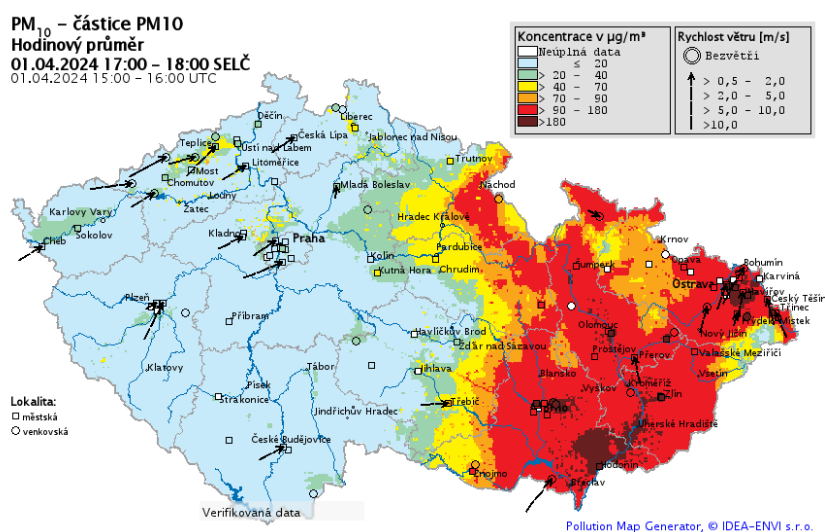 PM10 – částice PM10
Hodinový průměr
01.04.2024 17:00 – 18:00 SELČ
01.04.2024 15:00 - 16:00 UTC
Koncentrace v µg/m³
Neúplná data
≤ 20
> 20 - 40
> 40 - 70
> 70 - 90
> 90 - 180
>180
Rychlost větru [m/s]
Bezvětří
> 0,5 - 2,0
> 2,0 - 5,0
> 5,0 - 10,0
>10,0
Děčín
Liberec
Teplice
Ústí nad Labem
Česká Lípa
Jablonec nad Nisou
Most
Litoměřice
Trutnov
Chomutov
Mladá Boleslav
Náchod
Louny
Karlovy Vary
Žatec
Hradec Králové
Cheb
Sokolov
Kladno
Praha
Pardubice
Krnov
Kolín
Bohumín
Kutná Hora
Chrudim
Šumperk
Opava
Karviná
Ostrava
Havířov
Plzeň
Český Těšín
Třinec
Příbram
Frýdek-Místek
Havlíčkův Brod
Olomouc
Nový Jičín
Žďár nad Sázavou
Prostějov
Přerov
Valašské Meziříčí
Klatovy
Tábor
Jihlava
Blansko
Vsetín
Písek
Vyškov
Kroměříž
Strakonice
Třebíč
Zlín
Jindřichův Hradec
Brno
Uherské Hradiště
České Budějovice
Znojmo
Hodonín
Břeclav
Lokalita:
městská
venkovská
Verifikovaná data
Pollution Map Generator, © IDEA-ENVI s.r.o.